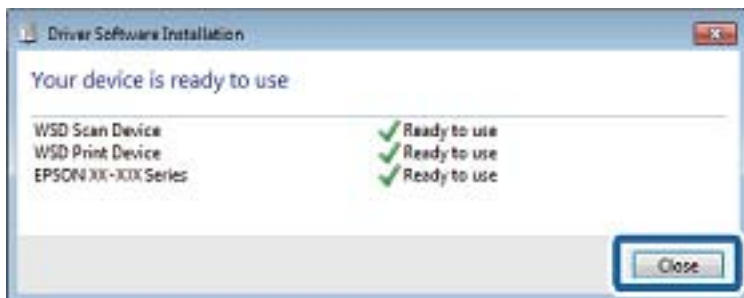 Driver Software Installation
Your device is ready to use
WSD Scan Device Ready to use
WSD Print Device Ready to use
EPSON XX-XXX Series Ready to use
Close